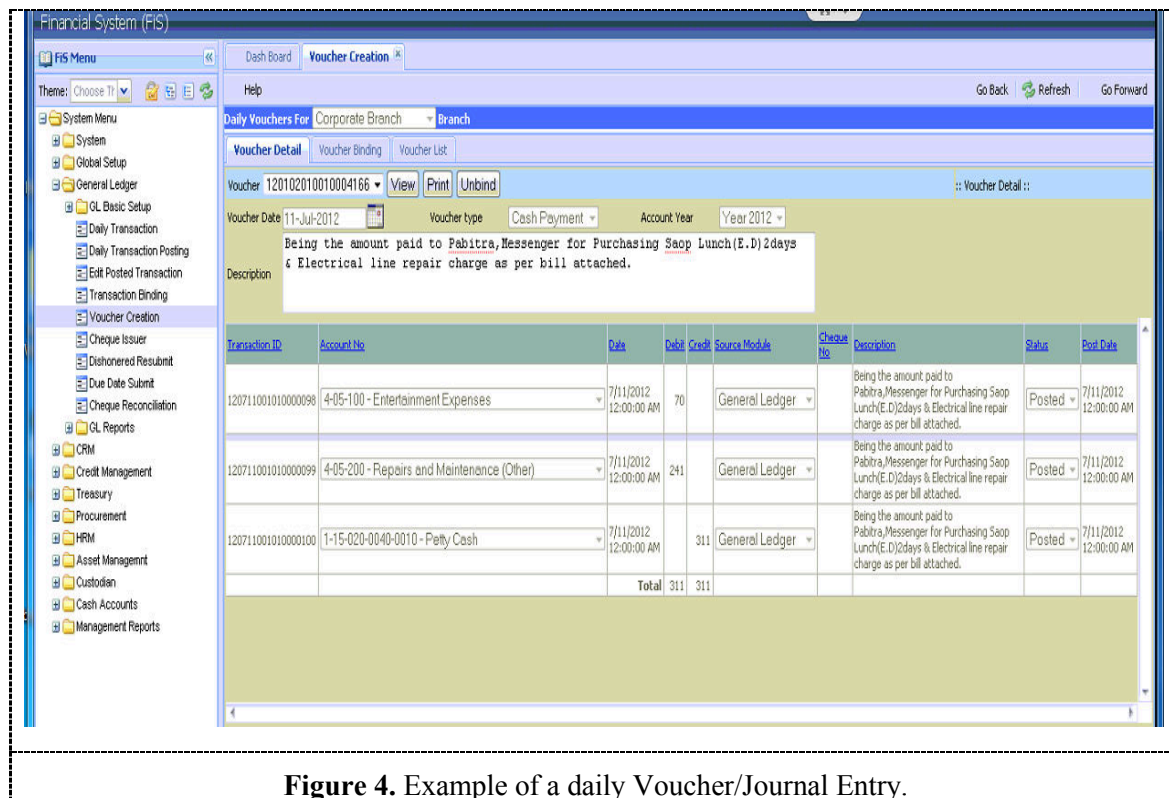 Financial System (FIS)
FiS Menu
Dash Board
Voucher Creation
Theme:
Choose Th
Help
Go Back
Refresh
Go Forward
System Menu
System
Global Setup
General Ledger
GL Basic Setup
Daily Transaction
Daily Transaction Posting
Edit Posted Transaction
Transaction Binding
Voucher Creation
Cheque Issuer
Dishonered Resubmit
Due Date Submit
Cheque Reconciliation
GL Reports
CRM
Credit Management
Treasury
Procurement
HRM
Asset Managemnt
Custodian
Cash Accounts
Management Reports
Daily Vouchers For Corporate Branch Branch
Voucher Detail
Voucher Binding
Voucher List
Voucher 120102010010004166 View Print Unbind
:: Voucher Detail ::
Voucher Date 11-Jul-2012 Voucher type Cash Payment Account Year Year 2012
Description
Being the amount paid to Pabitra,Messenger for Purchasing Saop Lunch(E.D)2days
& Electrical line repair charge as per bill attached.
Transaction ID Account No Date Debit Credit Source Module Cheque No Description Status Post Date
120711001010000098 4-05-100 - Entertainment Expenses 7/11/2012 12:00:00 AM 70 General Ledger
Being the amount paid to
Pabitra,Messenger for Purchasing Saop
Lunch(E.D)2days & Electrical line repair
charge as per bill attached.
Posted 7/11/2012 12:00:00 AM
120711001010000099 4-05-200 - Repairs and Maintenance (Other) 7/11/2012 12:00:00 AM 241 General Ledger
Being the amount paid to
Pabitra,Messenger for Purchasing Saop
Lunch(E.D)2days & Electrical line repair
charge as per bill attached.
Posted 7/11/2012 12:00:00 AM
120711001010000100 1-15-020-0040-0010 - Petty Cash 7/11/2012 12:00:00 AM 311 General Ledger
Being the amount paid to
Pabitra,Messenger for Purchasing Saop
Lunch(E.D)2days & Electrical line repair
charge as per bill attached.
Posted 7/11/2012 12:00:00 AM
Total 311 311
Figure 4. Example of a daily Voucher/Journal Entry.